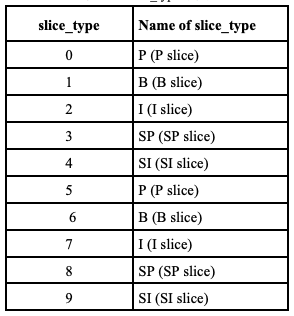 slice_type Name of slice_type
0 P (P slice)
1 B (B slice)
2 I (I slice)
3 SP (SP slice)
4 SI (SI slice)
5 P (P slice)
6 B (B slice)
7 I (I slice)
8 SP (SP slice)
9 SI (SI slice)